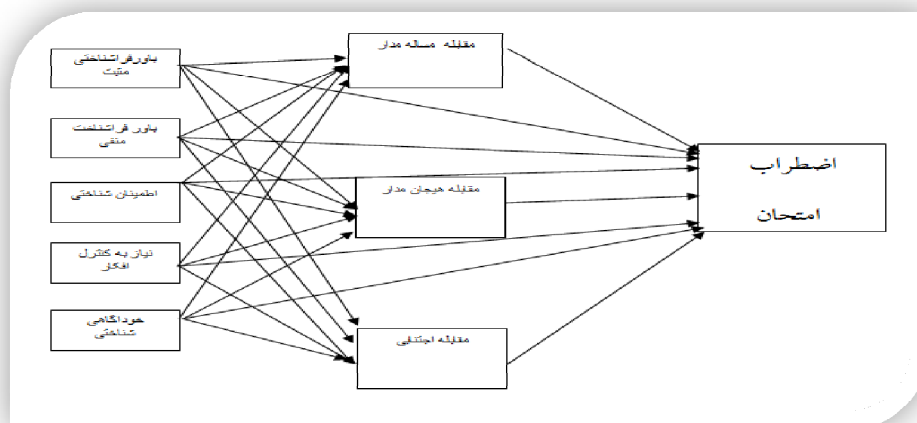 باورفراشناختی
مثبت
باور فراشناخت
منفی
اطمینان شناختی
نیاز به کنترل
افکار
خوداگاهی
شناختی
مقابله مساله مدار
مقابله هیجان مدار
مقابله اجتنابی
اضطراب
امتحان